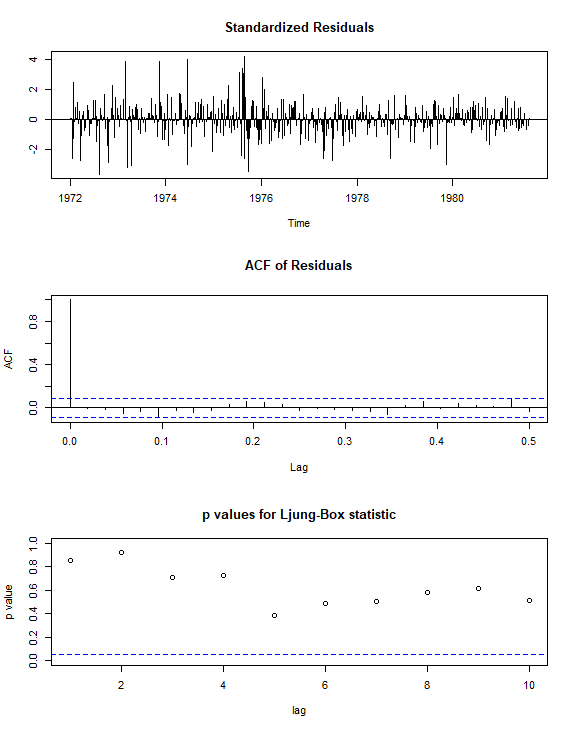 Standardized Residuals
4
2
0
-2
1972 1974 1976 1978 1980
Time
ACF of Residuals
ACF
0.8
0.4
0.0
0.0 0.1 0.2 0.3 0.4 0.5
Lag
p values for Ljung-Box statistic
p value
1.0
0.8
0.6
0.4
0.2
0.0
2 4 6 8 10
lag